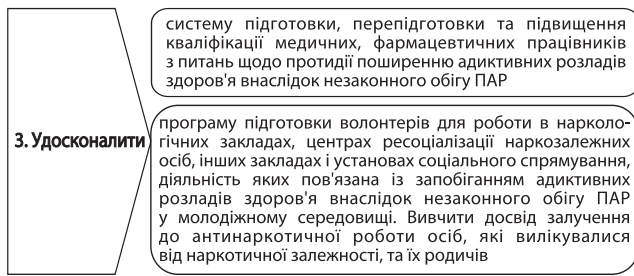 систему підготовки, перепідготовки та підвищення
кваліфікації медичних, фармацевтичних працівників
з питань щодо протидії поширенню адиктивних розладів
здоров'я внаслідок незаконного обігу ПАР
3. Удосконалити
програму підготовки волонтерів для роботи в нарколо-
гічних закладах, центрах ресоціалізації наркозалежних
осіб, інших закладах і установах соціального спрямування,
діяльність яких пов'язана із запобіганням адиктивних
розладів здоров'я внаслідок незаконного обігу ПАР
у молодіжному середовищі. Вивчити досвід залучення
до антинаркотичної роботи осіб, які вилікувалися
від наркотичної залежності, та їх родичів